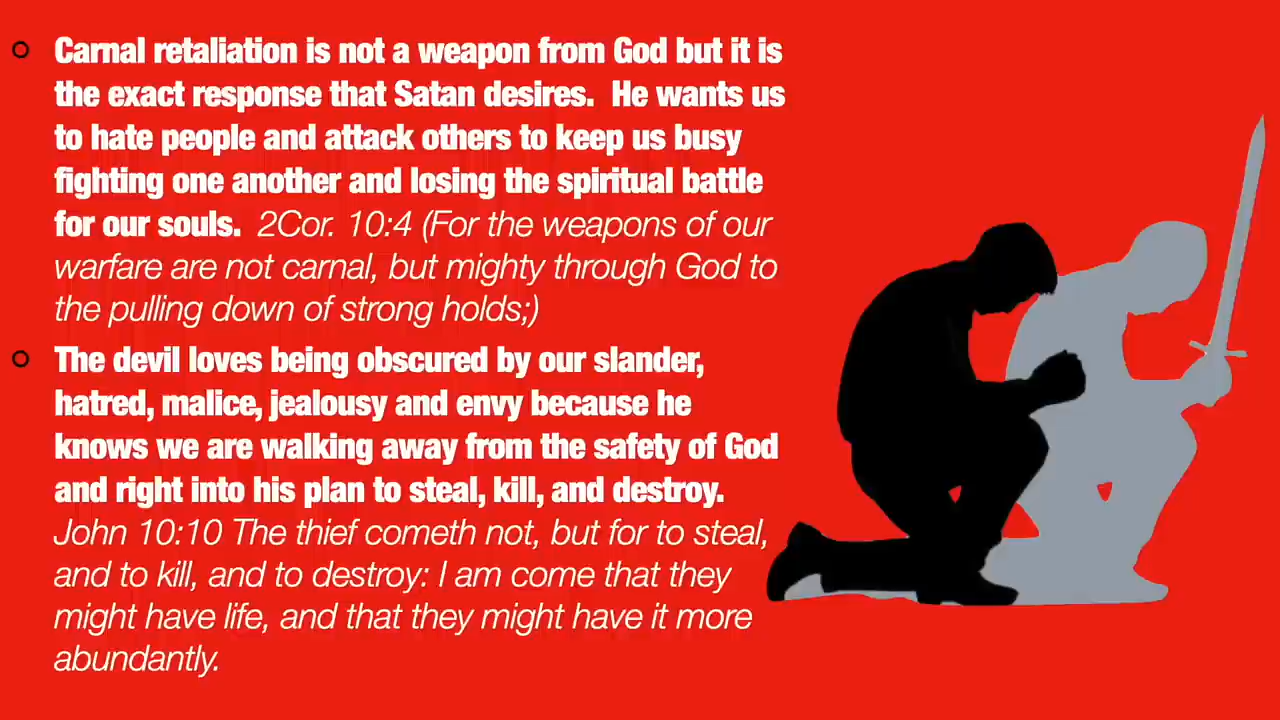 Carnal retaliation is not a weapon from God but it is
the exact response that Satan desires.  He wants us
to hate people and attack others to keep us busy
fighting one another and losing the spiritual battle
for our souls.  2Cor. 10:4 (For the weapons of our
warfare are not carnal, but mighty through God to
the pulling down of strong holds;)
The devil loves being obscured by our slander,
hatred, malice, jealousy and envy because he
knows we are walking away from the safety of God
and right into his plan to steal, kill, and destroy.
John 10:10 The thief cometh not, but for to steal,
and to kill, and to destroy: I am come that they
might have life, and that they might have it more
abundantly.